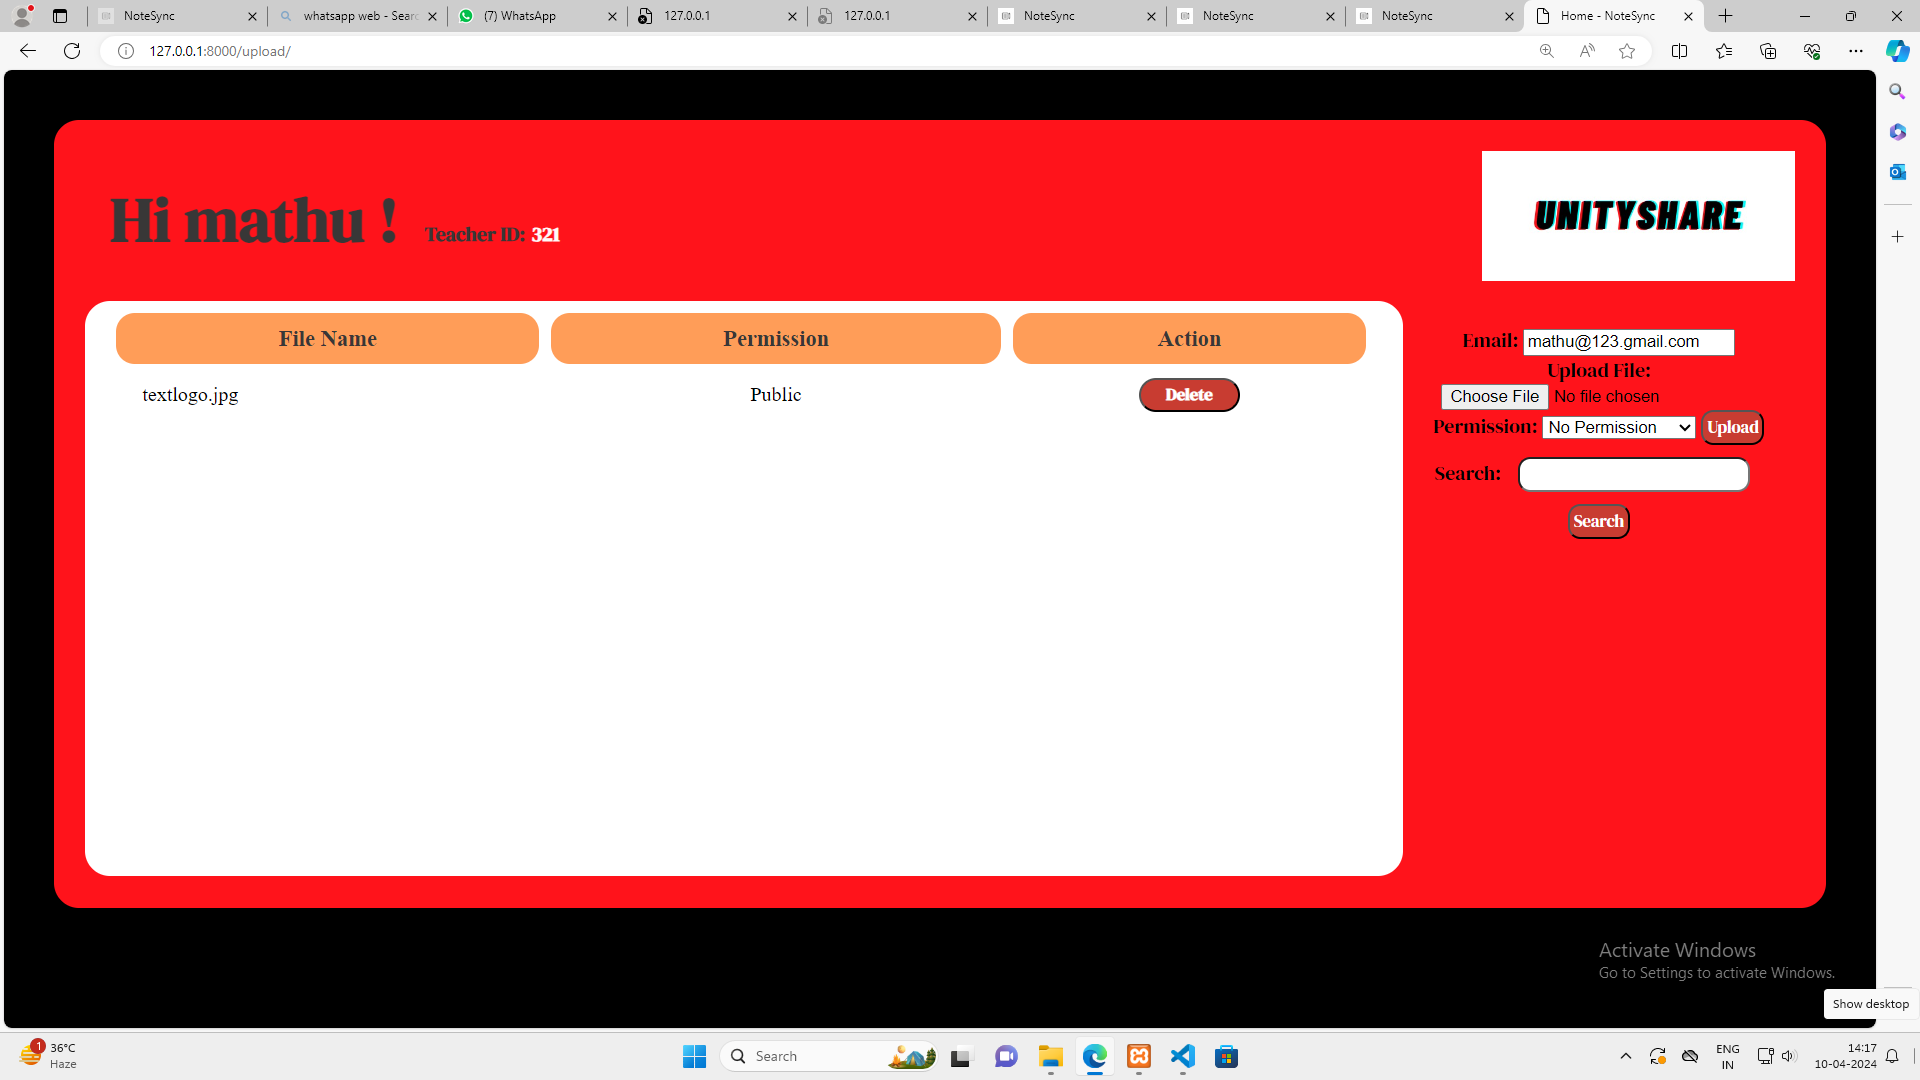 NoteSync
whatsapp web - Sear
(7) WhatsApp
127.0.0.1
127.0.0.1
NoteSync
NoteSync
NoteSync
Home - NoteSync
127.0.0.1:8000/upload/
Hi mathu !
Teacher ID: 321
UNITYSHARE
File Name
Permission
Action
textlogo.jpg
Public
Delete
Email: mathu@123.gmail.com
Upload File:
Choose File No file chosen
Permission: No Permission Upload
Search:
Search
Activate Windows
Go to Settings to activate Windows.
Show desktop
1
36°C
Haze
Search
ENG
IN
14:17
10-04-2024